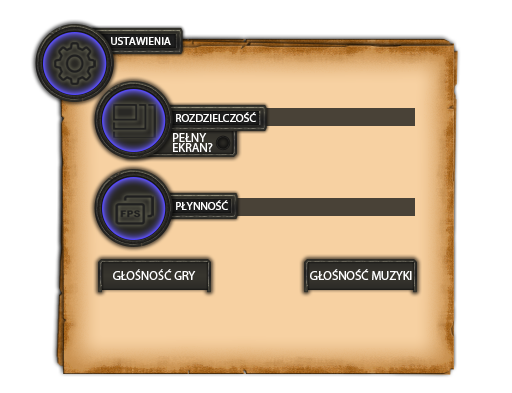 USTAWIENIA
ROZDZIELCZOŚĆ
PEŁNY
EKRAN?
FPS
PŁYNNOŚĆ
GŁOŚNOŚĆ GRY
GŁOŚNOŚĆ MUZYKI